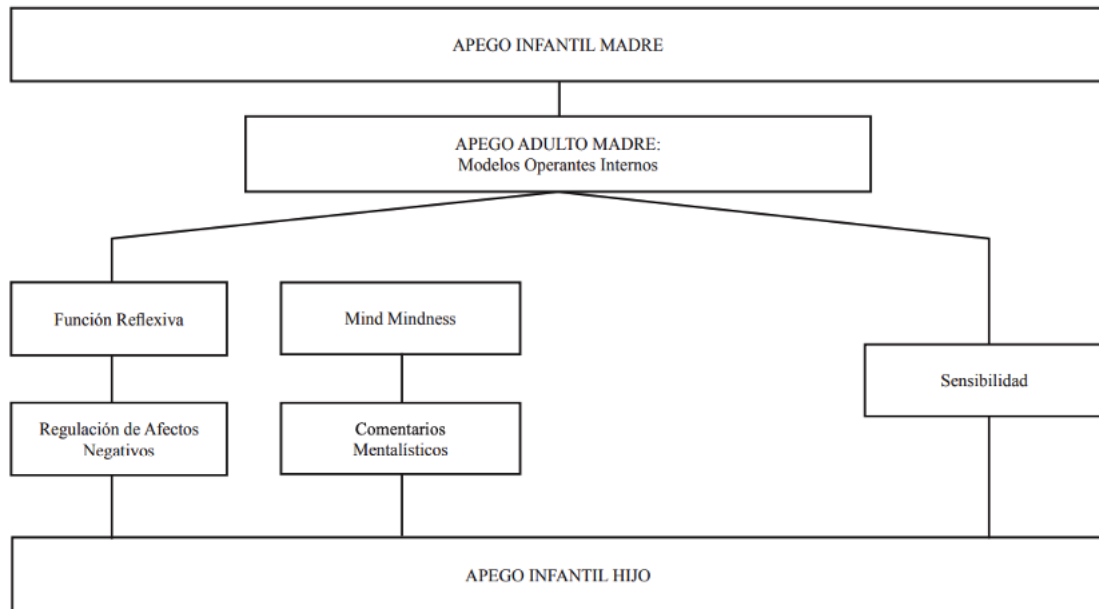 APEGO INFANTIL MADRE
APEGO ADULTO MADRE:
Modelos Operantes Internos
Función Reflexiva
Mind Mindness
Sensibilidad
Regulación de Afectos
Negativos
Comentarios
Mentalísticos
APEGO INFANTIL HIJO